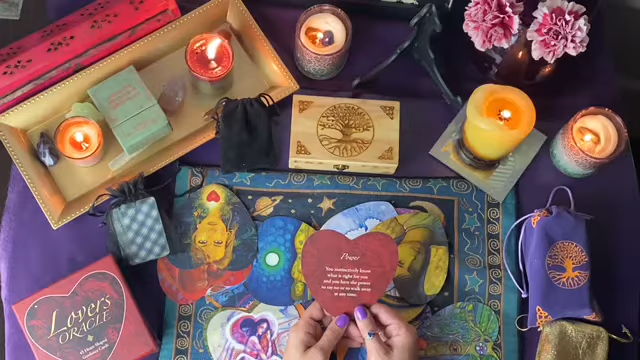 Power
You instinctively know
what is right for you
and you have the power
to say no or to walk away
at any time.
Lovers
ORACLE